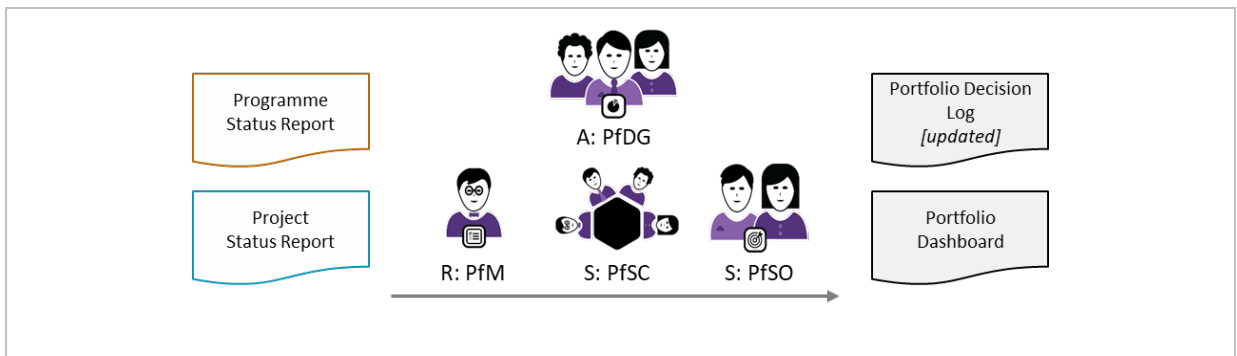 Programme
Status Report
Project
Status Report
A: PfDG
R: PfM
S: PfSC
S: PfSO
Portfolio Decision
Log
[updated]
Portfolio
Dashboard